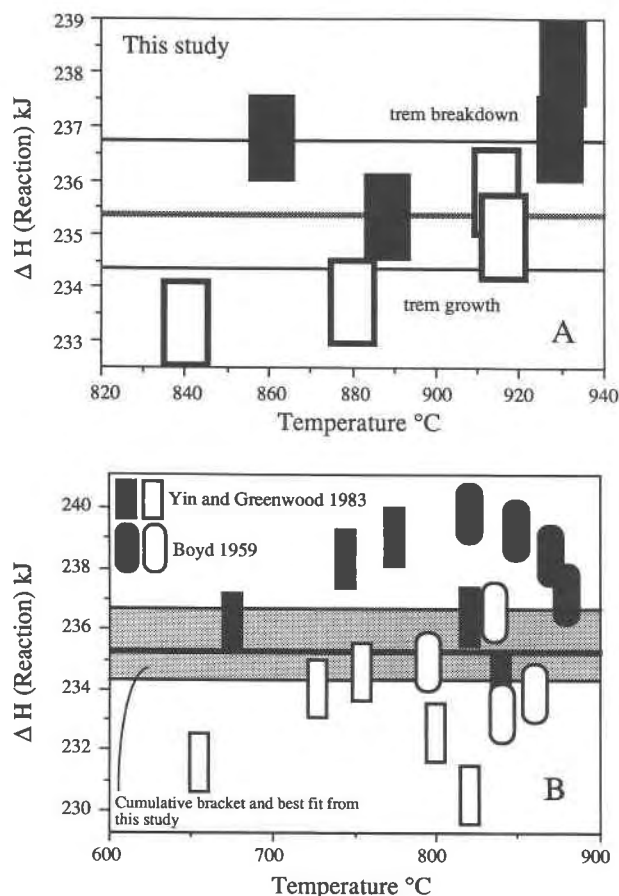 This study
trem breakdown
trem growth
A
Δ H (Reaction) kJ
239
238
237
236
235
234
233
820
840
860
880
900
920
940
Temperature °C
Yin and Greenwood 1983
Boyd 1959
Cumulative bracket and best fit from
this study
B
Δ H (Reaction) kJ
240
238
236
234
232
230
600
700
800
900
Temperature °C